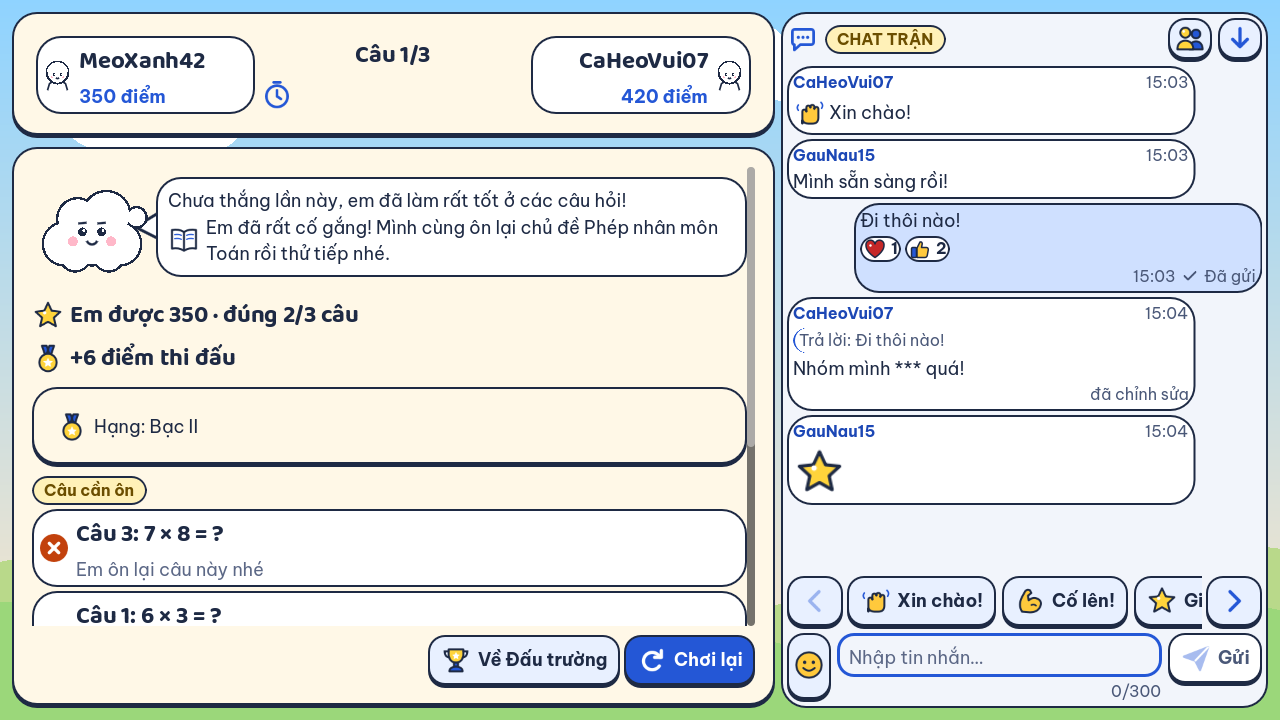 MeoXanh42
350 điểm
Câu 1/3
CaHeoVui07
420 điểm
Chưa thắng lần này, em đã làm rất tốt ở các câu hỏi!
Em đã rất cố gắng! Mình cùng ôn lại chủ đề Phép nhân môn
Toán rồi thử tiếp nhé.
Em được 350 · đúng 2/3 câu
+6 điểm thi đấu
Hạng: Bạc II
Câu cần ôn
Câu 3: 7 × 8 = ?
Em ôn lại câu này nhé
Câu 1: 6 × 3 = ?
Về Đấu trường
Chơi lại
CHAT TRẬN
CaHeoVui07 15:03
Xin chào!
GauNau15 15:03
Mình sẵn sàng rồi!
Đi thôi nào!
1 2
15:03 Đã gửi
CaHeoVui07 15:04
Trả lời: Đi thôi nào!
Nhóm mình *** quá!
đã chỉnh sửa
GauNau15 15:04
Xin chào!
Cố lên!
Gi
Nhập tin nhắn...
Gửi
0/300